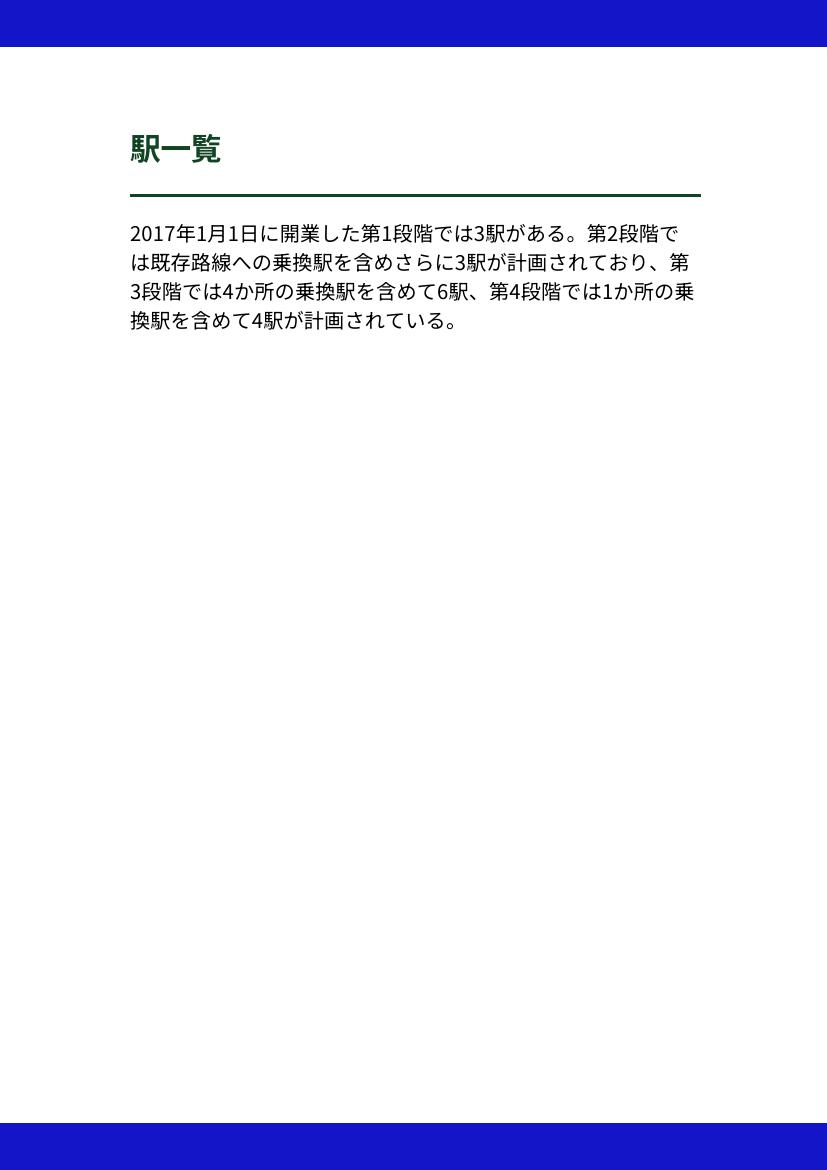 駅一覧
2017年1月1日に開業した第1段階では3駅がある。第2段階で
は既存路線への乗換駅を含めさらに3駅が計画されており、第
3段階では4か所の乗換駅を含めて6駅、第4段階では1か所の乗
換駅を含めて4駅が計画されている。